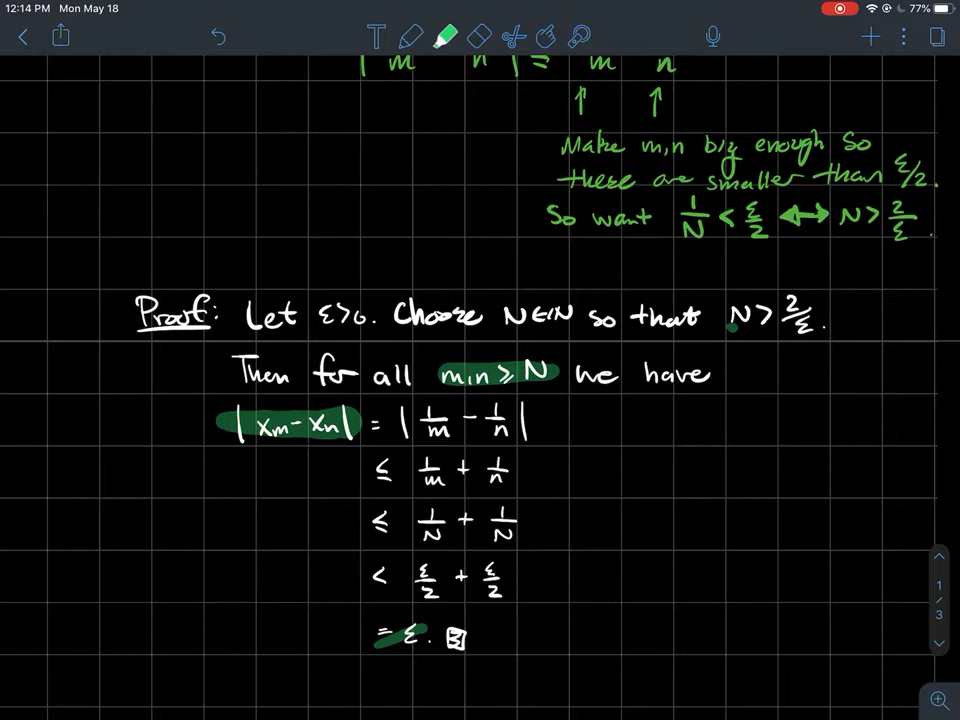 12:14 PM Mon May 18
77%
| m n | ≤ m n
↑ ↑
Make m,n big enough so
these are smaller than ε/2.
So want 1/N < ε/2 ↔ N > 2/ε.
Proof: Let ε>0. Choose N∈ℕ so that N > 2/ε.
Then for all m,n ≥ N we have
|xm - xn| = | 1/m - 1/n |
≤ 1/m + 1/n
≤ 1/N + 1/N
< ε/2 + ε/2
= ε.
1
/
3